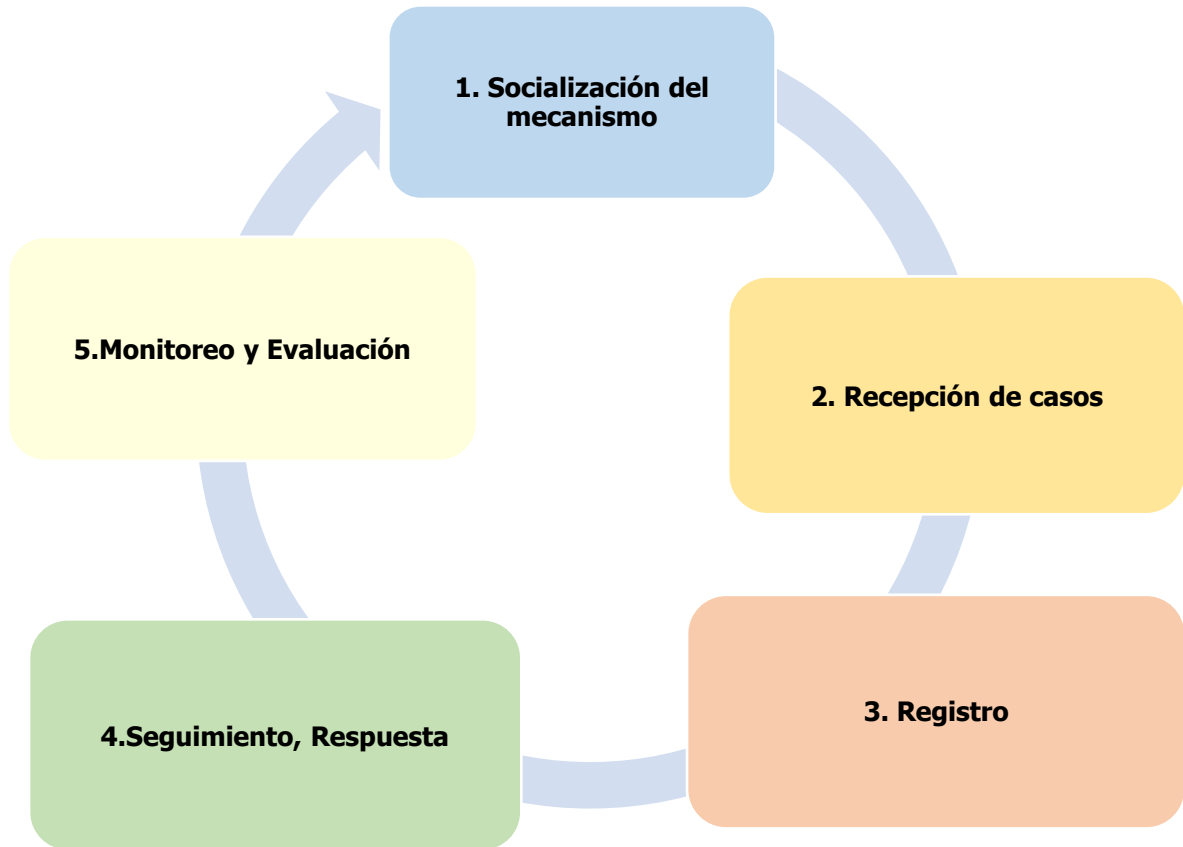 1. Socialización del
mecanismo
2. Recepción de casos
3. Registro
4.Seguimiento, Respuesta
5.Monitoreo y Evaluación